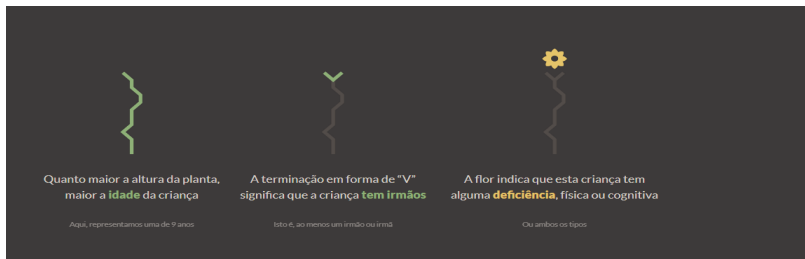 Quanto maior a altura da planta,
maior a idade da criança
Aqui, representamos uma de 9 anos
A terminação em forma de “V”
significa que a criança tem irmãos
Isto é, ao menos um irmão ou irmã
A flor indica que esta criança tem
alguma deficiência, física ou cognitiva
Ou ambos os tipos